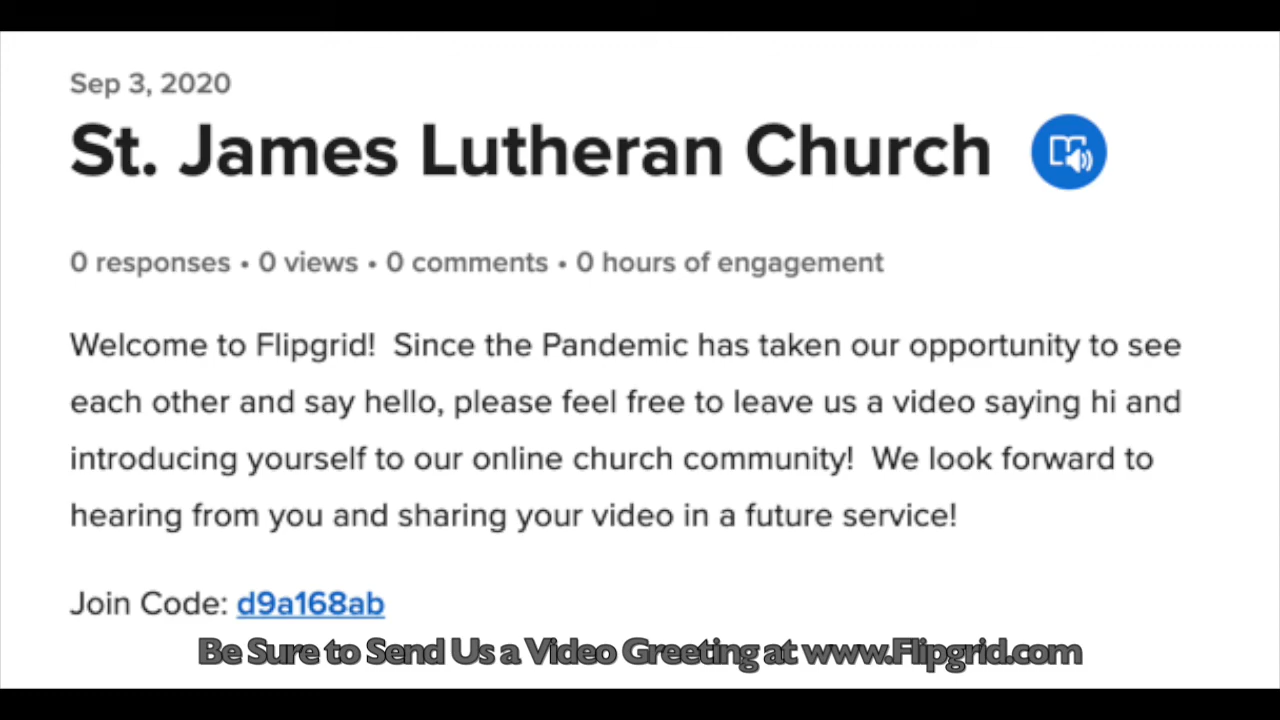 Sep 3, 2020
St. James Lutheran Church
0 responses • 0 views • 0 comments • 0 hours of engagement
Welcome to Flipgrid!  Since the Pandemic has taken our opportunity to see
each other and say hello, please feel free to leave us a video saying hi and
introducing yourself to our online church community!  We look forward to
hearing from you and sharing your video in a future service!
Join Code: d9a168ab
Be Sure to Send Us a Video Greeting at www.Flipgrid.com